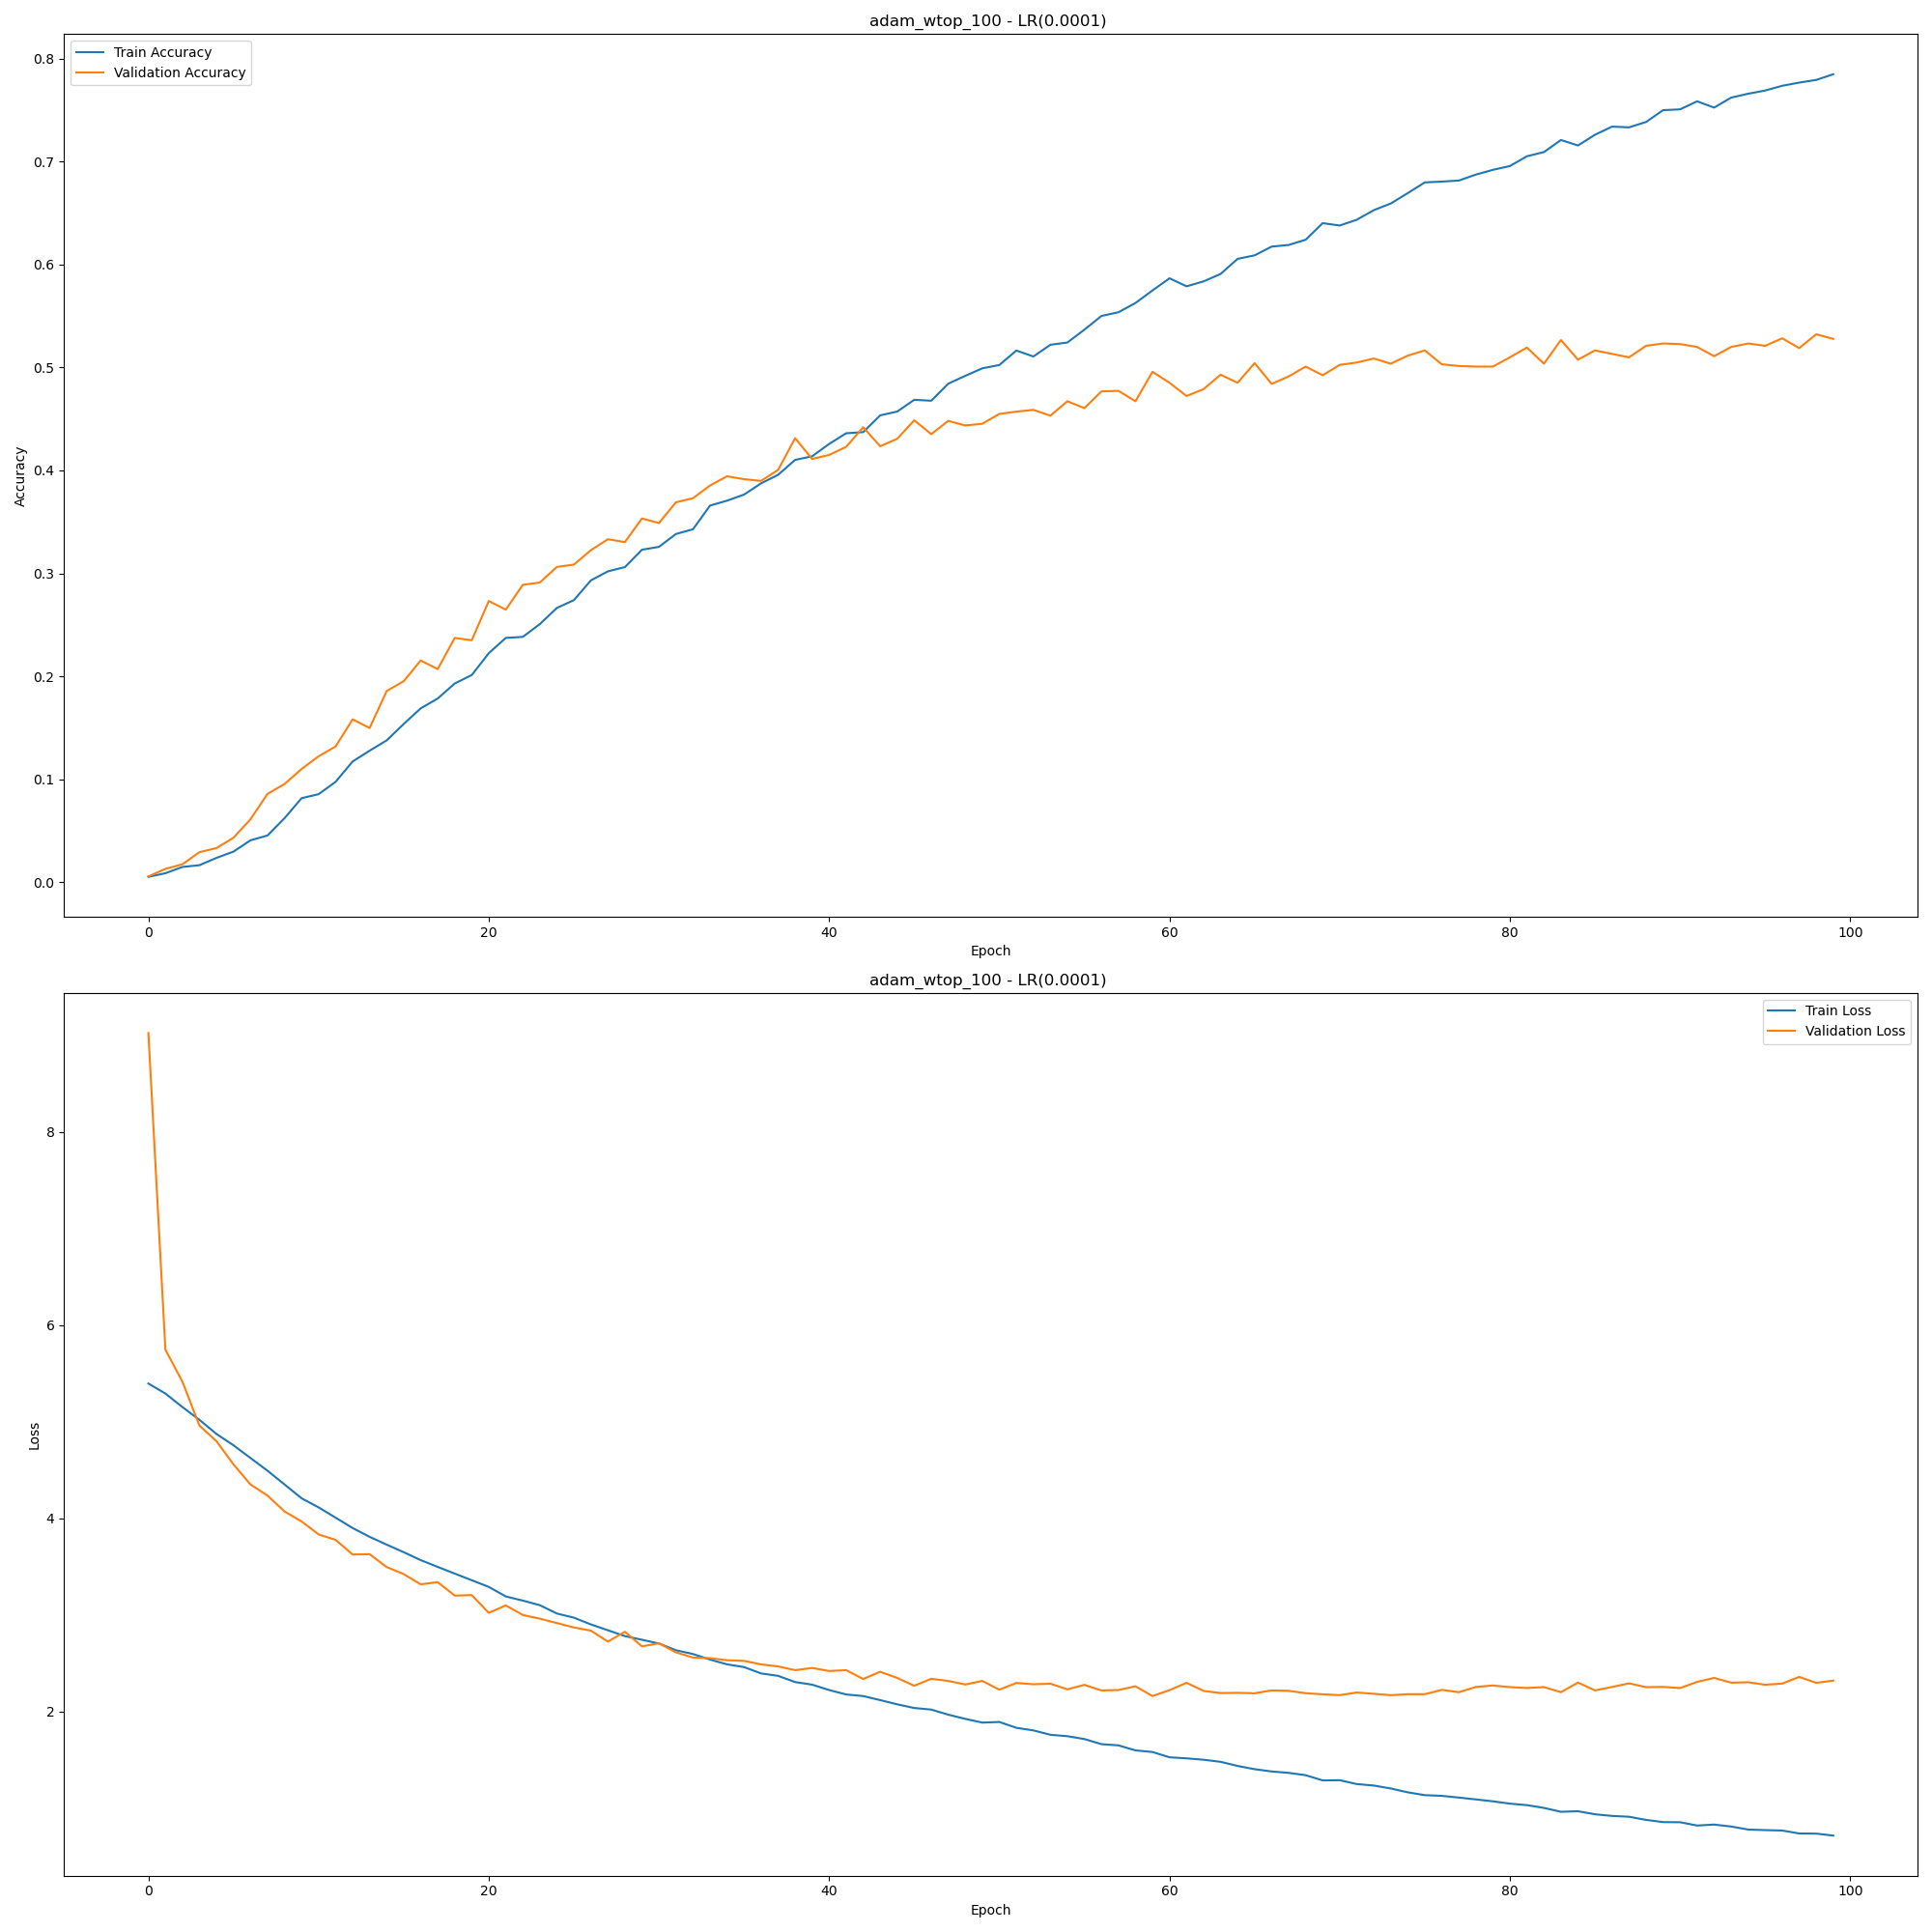 adam_wtop_100 - LR(0.0001)
Train Accuracy
Validation Accuracy
0.8
0.7
0.6
0.5
0.4
0.3
0.2
0.1
0.0
Accuracy
0 20 40 60 80 100
Epoch
adam_wtop_100 - LR(0.0001)
Train Loss
Validation Loss
8
6
4
2
Loss
0 20 40 60 80 100
Epoch